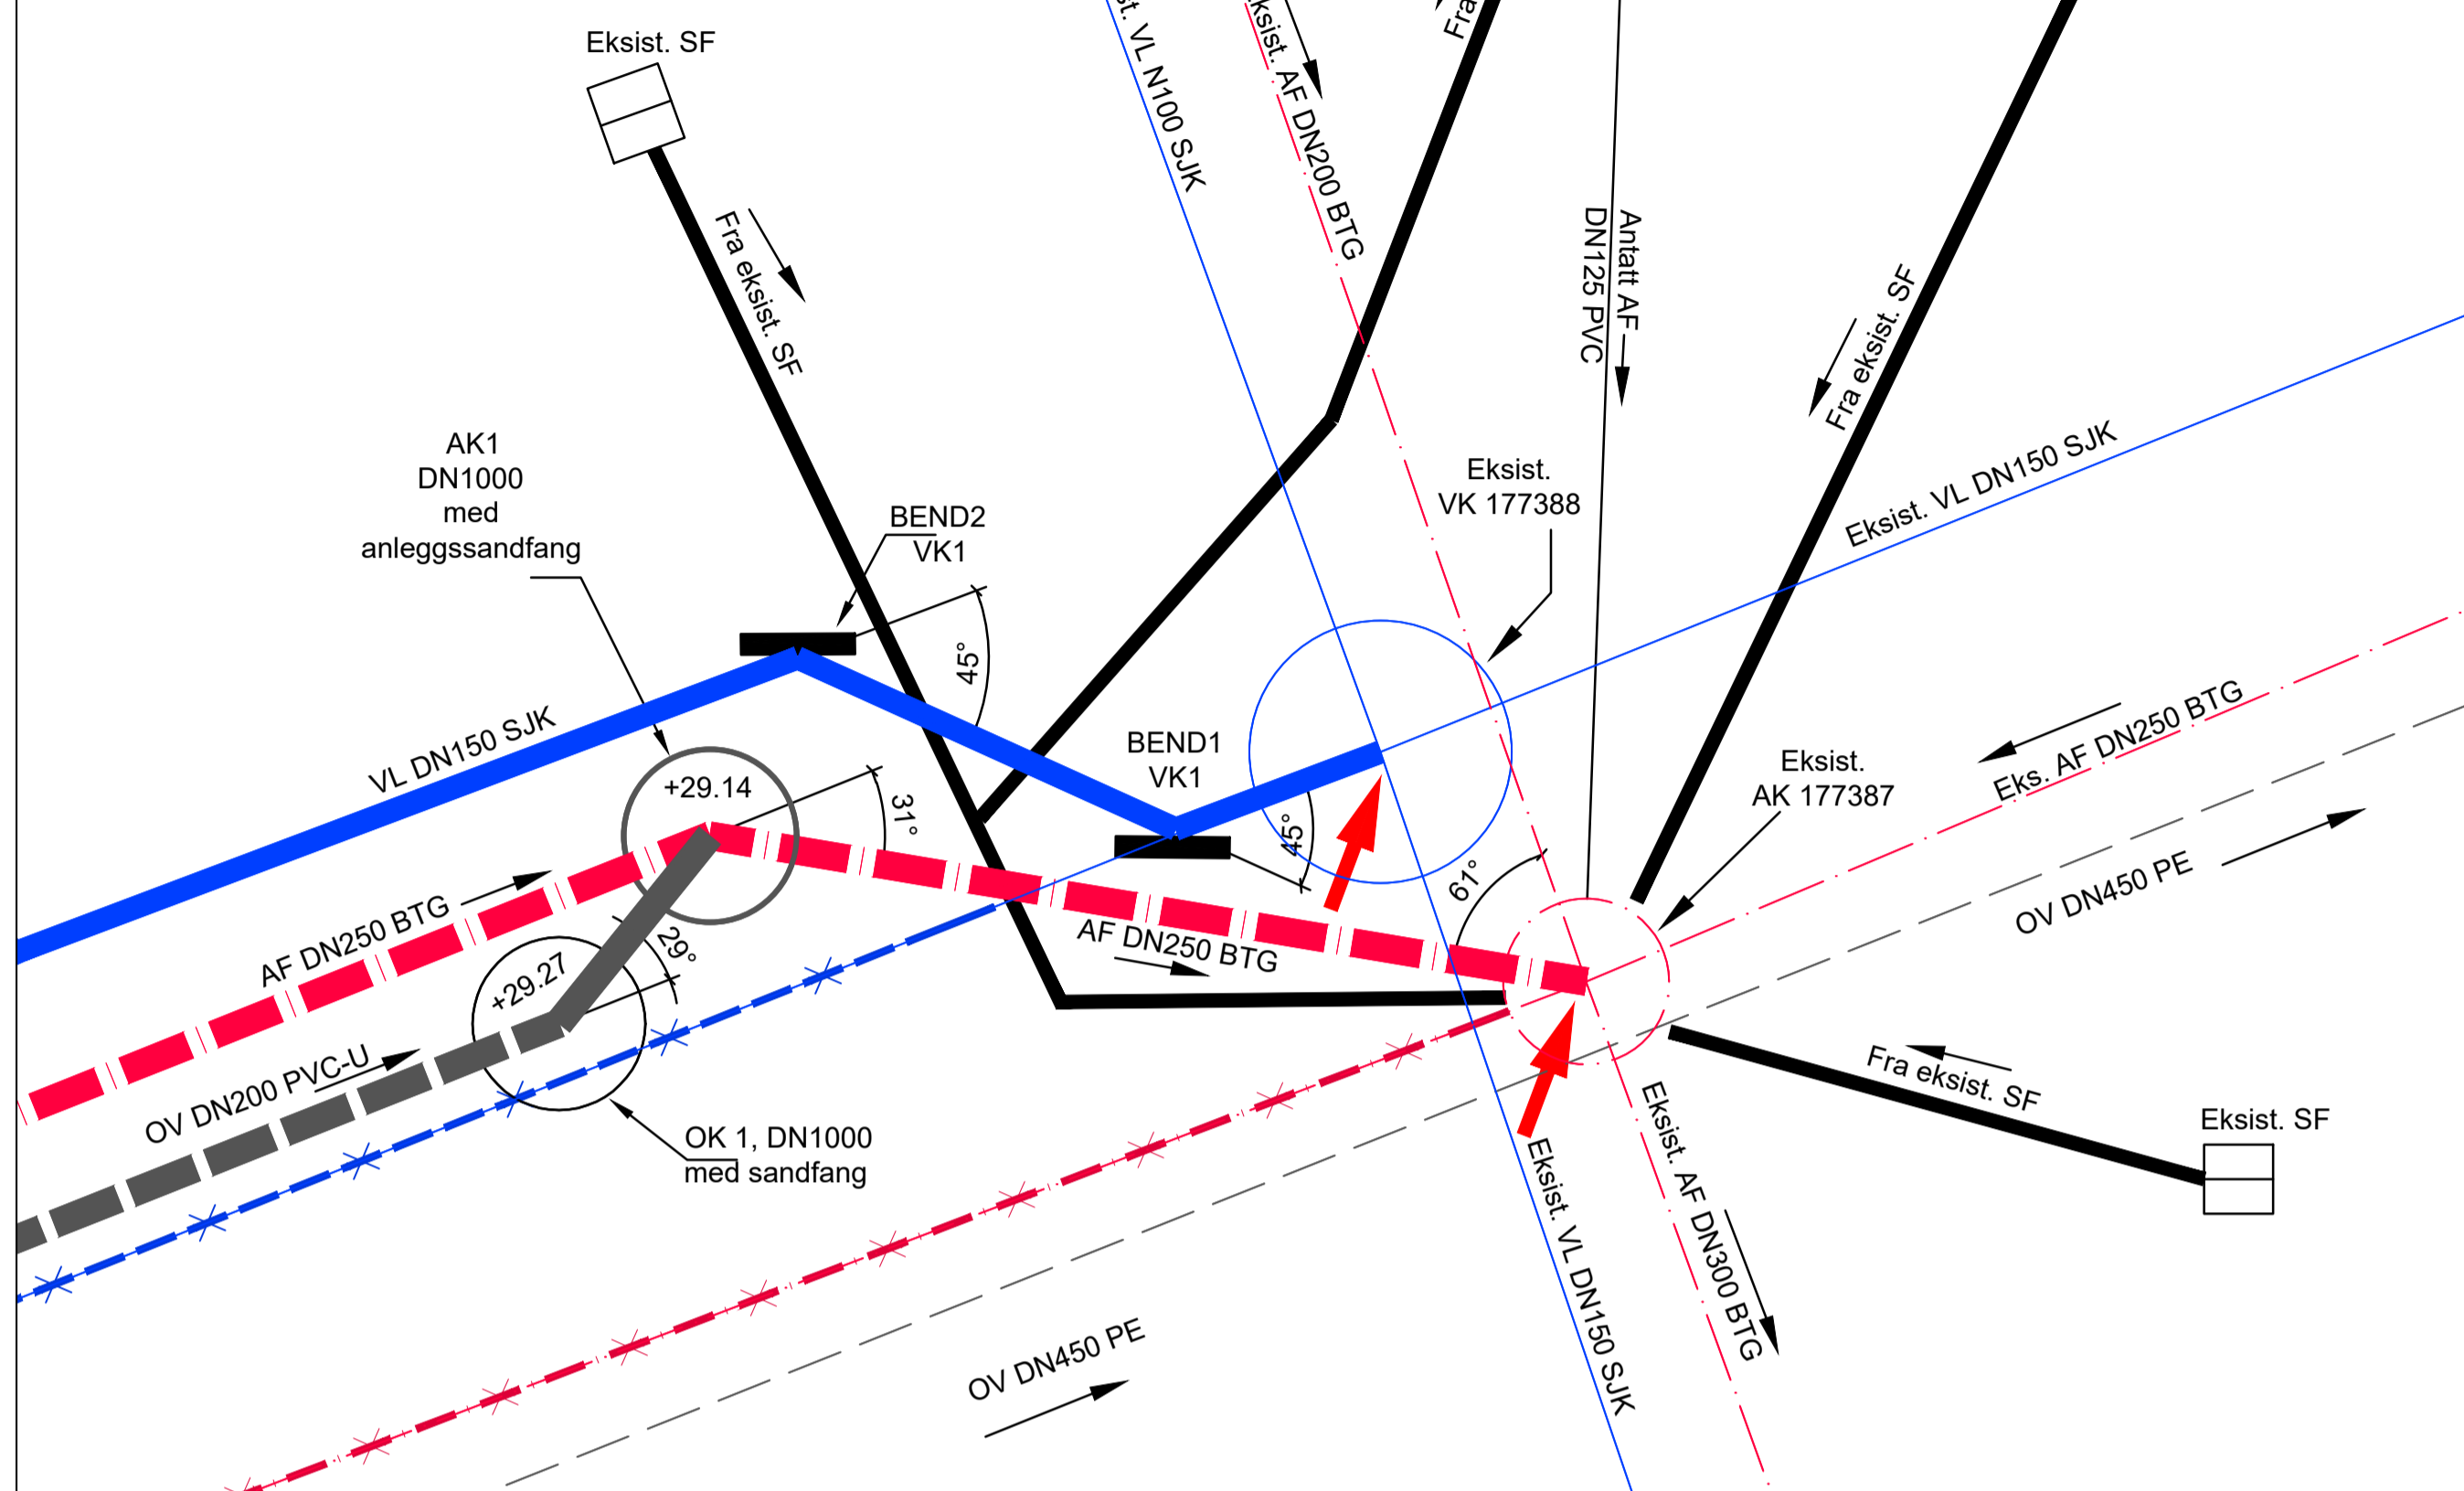 Eksist. SF
Fra eksist. SF
VL N100 SJK
Eksist. AF DN200 BTG
Fra
Antatt AF
DN125 PVC
Fra eksist. SF
Eksist. VL DN150 SJK
AK1
DN1000
med
anleggssandfang
BEND2
VK1
45°
Eksist.
VK 177388
VL DN150 SJK
+29.14
31°
BEND1
VK1
45°
61°
Eksist.
AK 177387
Eks. AF DN250 BTG
OV DN450 PE
AF DN250 BTG
29°
+29.27
AF DN250 BTG
OV DN200 PVC-U
OK 1, DN1000
med sandfang
Fra eksist. SF
Eksist. SF
Eksist. VL DN150 SJK
Eksist. AF DN300 BTG
OV DN450 PE